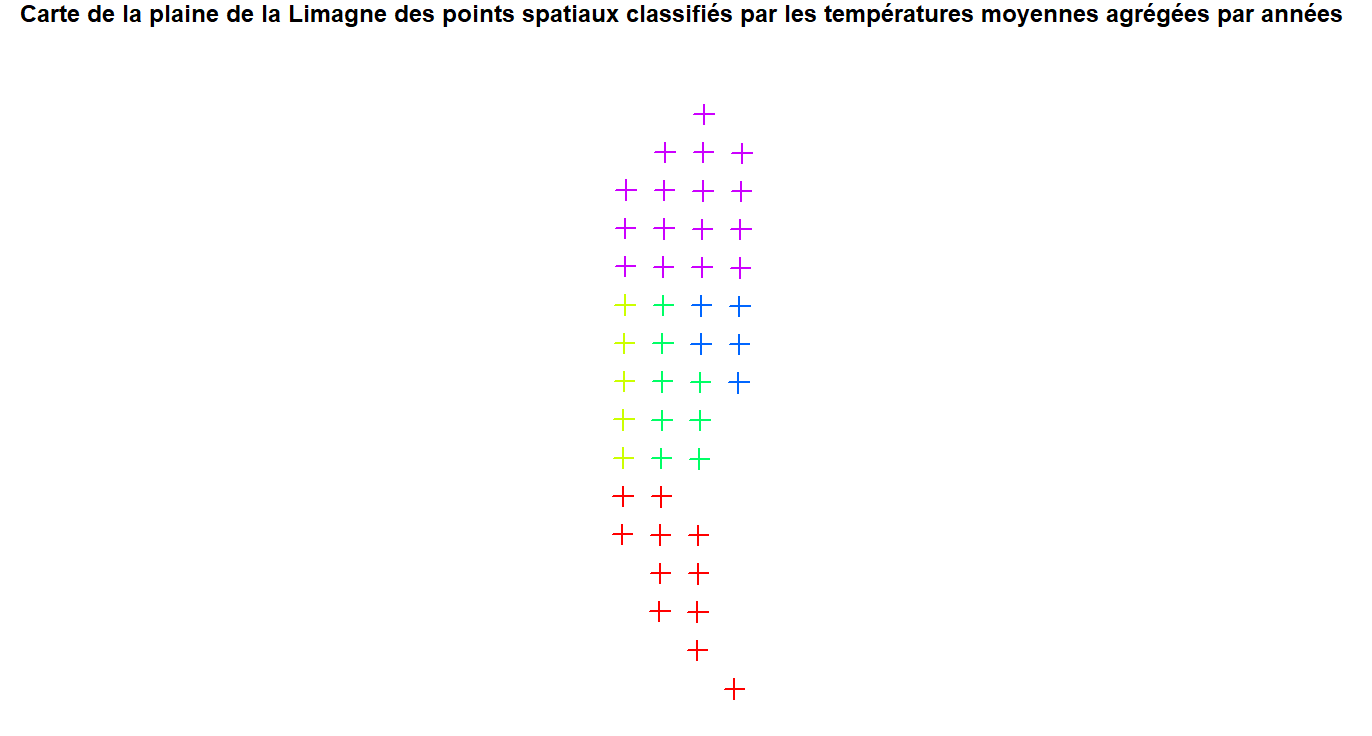 Carte de la plaine de la Limagne des points spatiaux classifiés par les températures moyennes agrégées par années